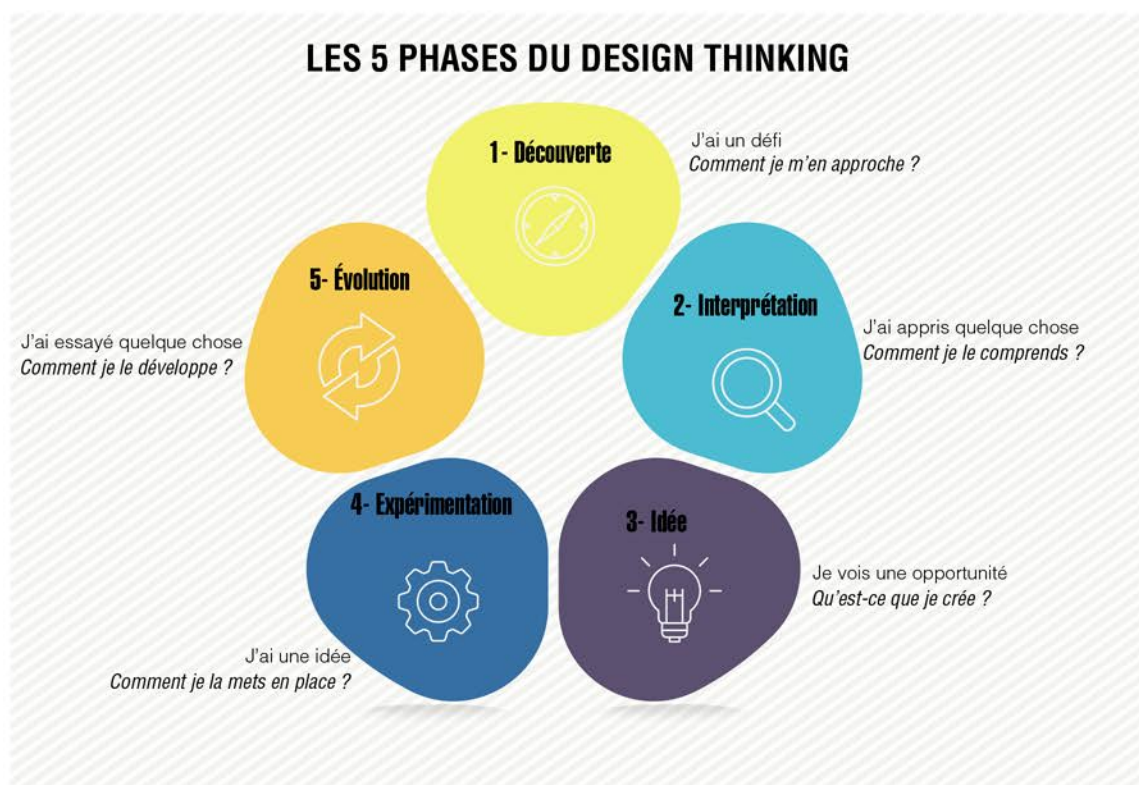 LES 5 PHASES DU DESIGN THINKING
1- Découverte
J'ai un défi
Comment je m'en approche ?
2- Interprétation
J'ai appris quelque chose
Comment je le comprends ?
3- Idée
Je vois une opportunité
Qu'est-ce que je crée ?
4- Expérimentation
J'ai une idée
Comment je la mets en place ?
5- Évolution
J'ai essayé quelque chose
Comment je le développe ?